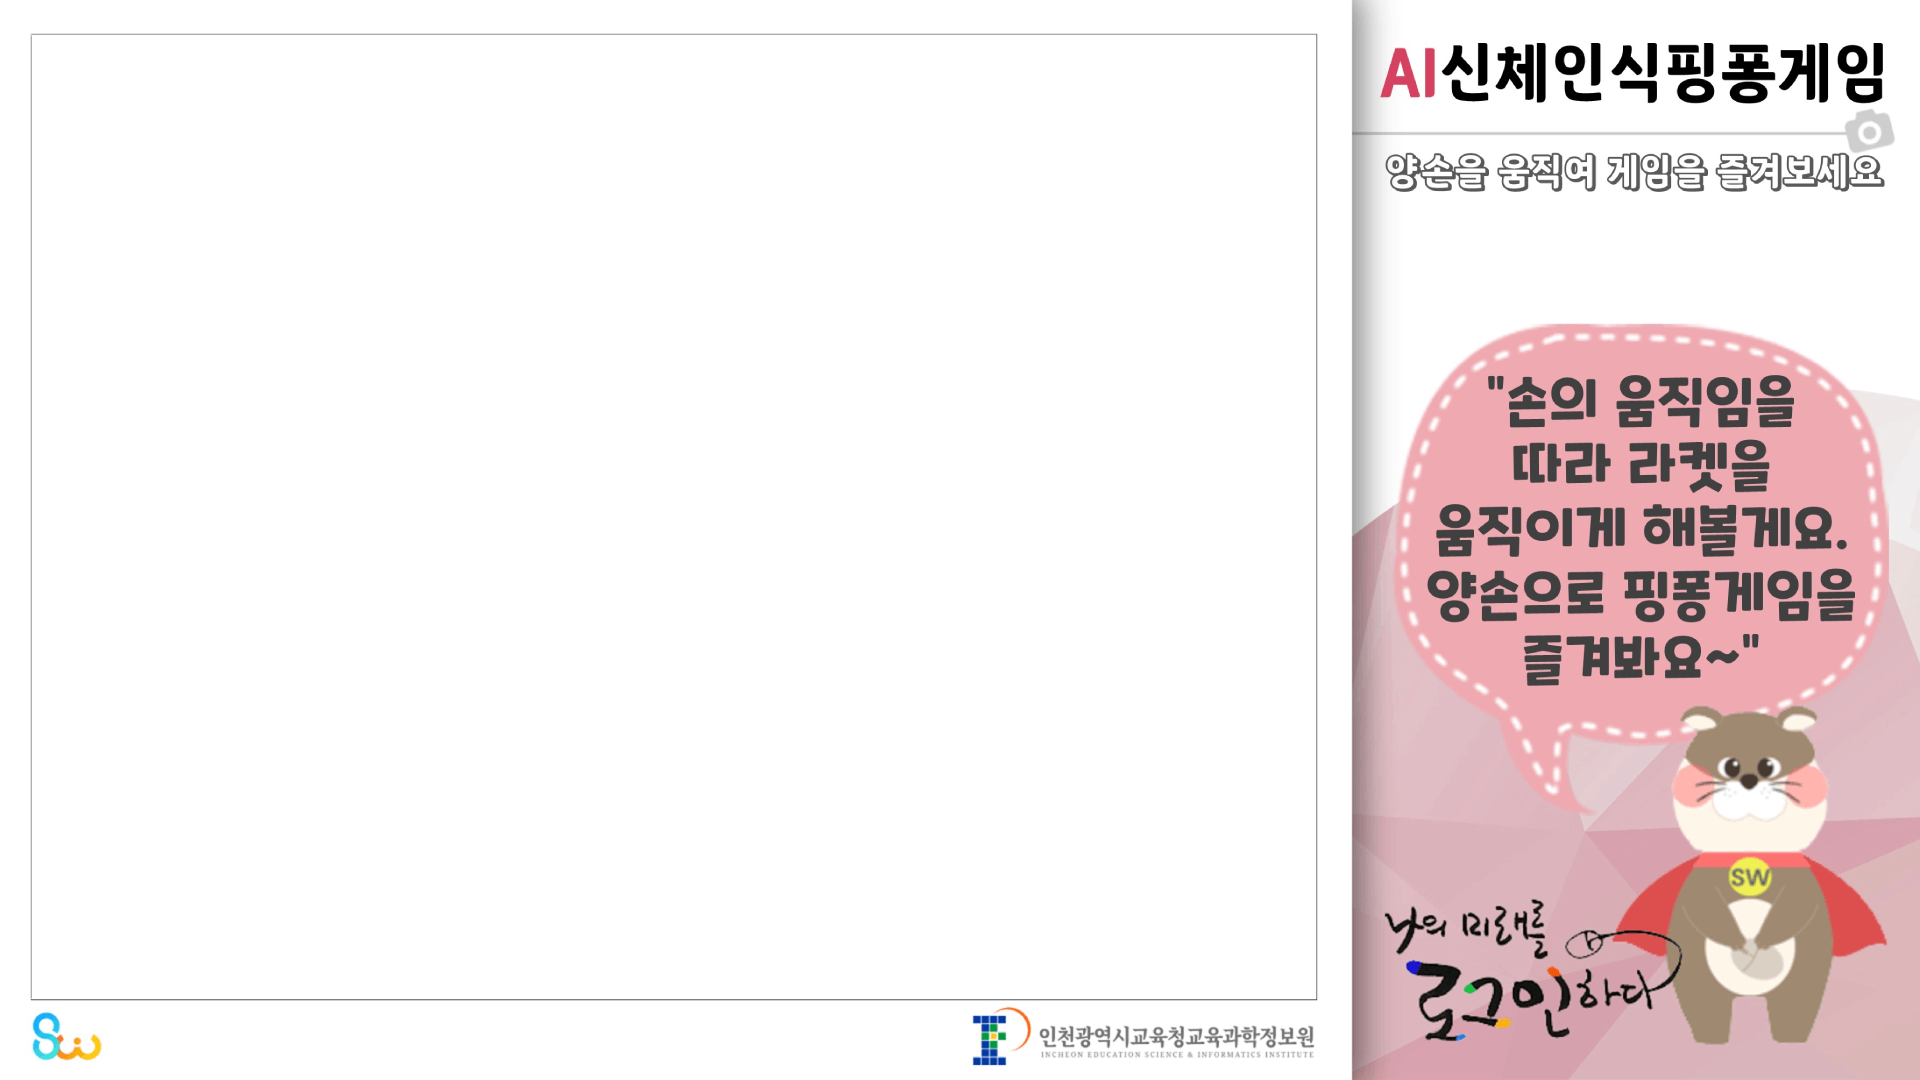 AI신체인식핑퐁게임
양손을 움직여 게임을 즐겨보세요
"손의 움직임을
따라 라켓을
움직이게 해볼게요.
양손으로 핑퐁게임을
즐겨봐요~"
SW
나의 미래를
로그인하다
Sw
인천광역시교육청교육과학정보원
INCHEON EDUCATION SCIENCE & INFORMATICS INSTITUTE